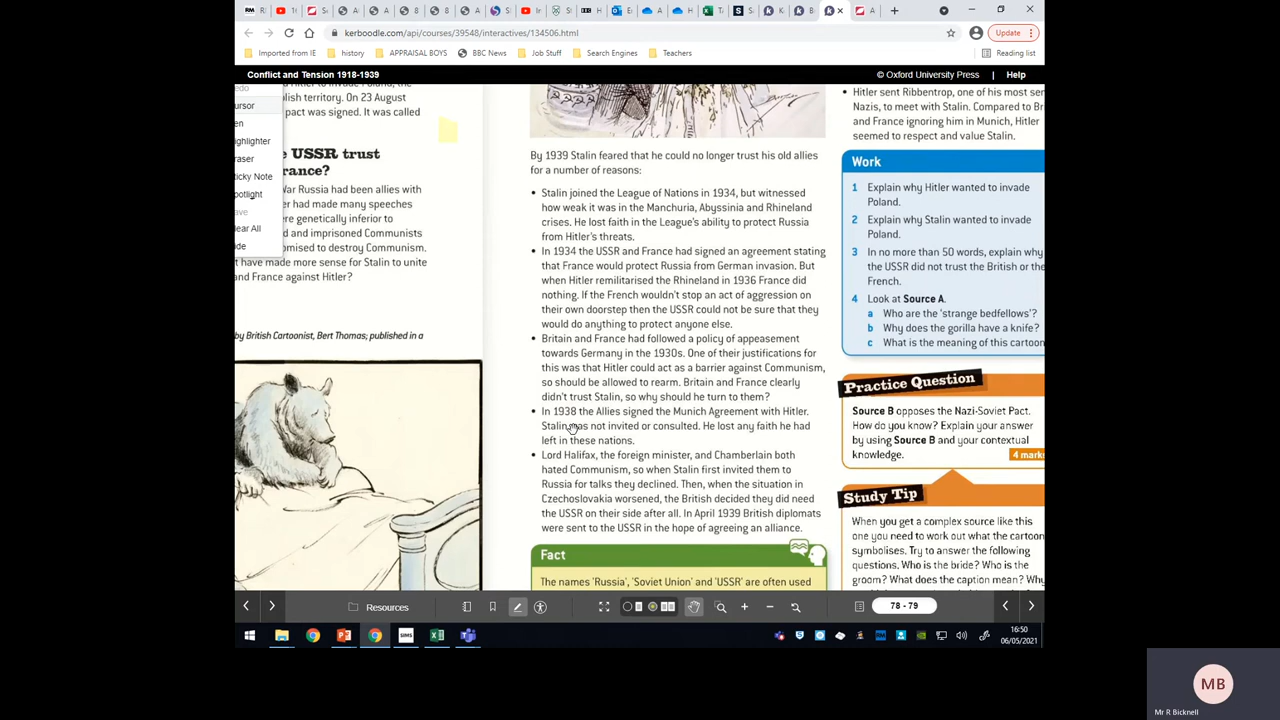 kerboodle.com/api/courses/39548/interactives/134506.html
Update
Imported from IE
history
APPRAISAL BOYS
BBC News
Job Stuff
Search Engines
Teachers
Reading list
Conflict and Tension 1918-1939
© Oxford University Press | Help
ursor
en
ighlighter
raser
ticky Note
potlight
ave
lear All
ide
lish territory. On 23 August
pact was signed. It was called
USSR trust
rance?
War Russia had been allies with
er had made many speeches
ere genetically inferior to
d and imprisoned Communists
omised to destroy Communism.
t have made more sense for Stalin to unite
and France against Hitler?
by British Cartoonist, Bert Thomas; published in a
By 1939 Stalin feared that he could no longer trust his old allies
for a number of reasons:
• Stalin joined the League of Nations in 1934, but witnessed
how weak it was in the Manchuria, Abyssinia and Rhineland
crises. He lost faith in the League's ability to protect Russia
from Hitler's threats.
• In 1934 the USSR and France had signed an agreement stating
that France would protect Russia from German invasion. But
when Hitler remilitarised the Rhineland in 1936 France did
nothing. If the French wouldn't stop an act of aggression on
their own doorstep then the USSR could not be sure that they
would do anything to protect anyone else.
• Britain and France had followed a policy of appeasement
towards Germany in the 1930s. One of their justifications for
this was that Hitler could act as a barrier against Communism,
so should be allowed to rearm. Britain and France clearly
didn't trust Stalin, so why should he turn to them?
• In 1938 the Allies signed the Munich Agreement with Hitler.
Stalin was not invited or consulted. He lost any faith he had
left in these nations.
• Lord Halifax, the foreign minister, and Chamberlain both
hated Communism, so when Stalin first invited them to
Russia for talks they declined. Then, when the situation in
Czechoslovakia worsened, the British decided they did need
the USSR on their side after all. In April 1939 British diplomats
were sent to the USSR in the hope of agreeing an alliance.
Fact
The names 'Russia', 'Soviet Union' and 'USSR' are often used
• Hitler sent Ribbentrop, one of his most sen
Nazis, to meet with Stalin. Compared to Br
and France ignoring him in Munich, Hitler
seemed to respect and value Stalin.
Work
1 Explain why Hitler wanted to invade
Poland.
2 Explain why Stalin wanted to invade
Poland.
3 In no more than 50 words, explain why
the USSR did not trust the British or the
French.
4 Look at Source A.
a Who are the 'strange bedfellows'?
b Why does the gorilla have a knife?
c What is the meaning of this cartoon
Practice Question
Source B opposes the Nazi-Soviet Pact.
How do you know? Explain your answer
by using Source B and your contextual
knowledge.
4 marks
Study Tip
When you get a complex source like this
one you need to work out what the cartoon
symbolises. Try to answer the following
questions. Who is the bride? Who is the
groom? What does the caption mean? Why
Resources
78 - 79
16:50
06/05/2021
MB
Mr R Bicknell